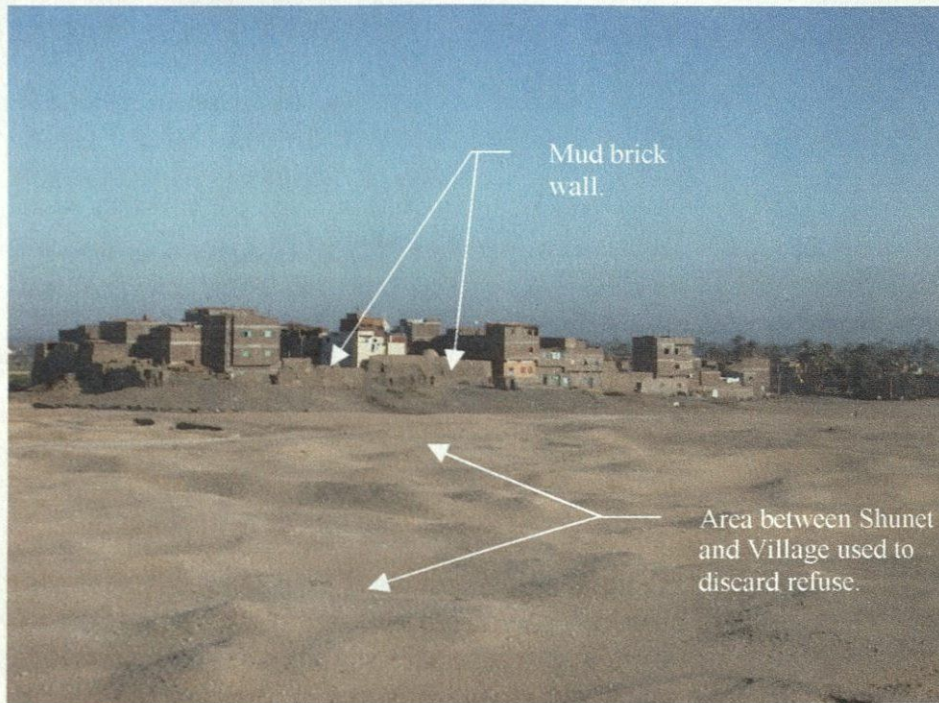 Mud brick
wall.
Area between Shunet
and Village used to
discard refuse.